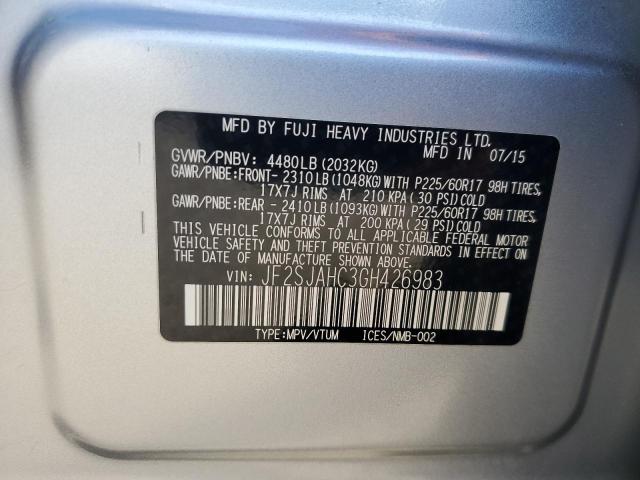 MFD BY FUJI HEAVY INDUSTRIES LTD.
MFD IN 07/15
GVWR/PNBV: 4480LB(2032KG)
GAWR/PNBE:FRONT- 2310LB(1048KG)WITH P225/60R17 98H TIRES,
17X7J RIMS AT 210 KPA( 30 PSI)COLD
GAWR/PNBE:REAR - 2410LB(1093KG)WITH P225/60R17 98H TIRES,
17X7J RIMS AT 200 KPA( 29 PSI)COLD
THIS VEHICLE CONFORMS TO ALL APPLICABLE FEDERAL MOTOR
VEHICLE SAFETY AND THEFT PREVENTION STANDARDS IN EFFECT ON
THE DATE OF MANUFACTURE SHOWN ABOVE.
VIN: JF2SJAHC3GH426983
TYPE:MPV/VTUM ICES/NMB-002